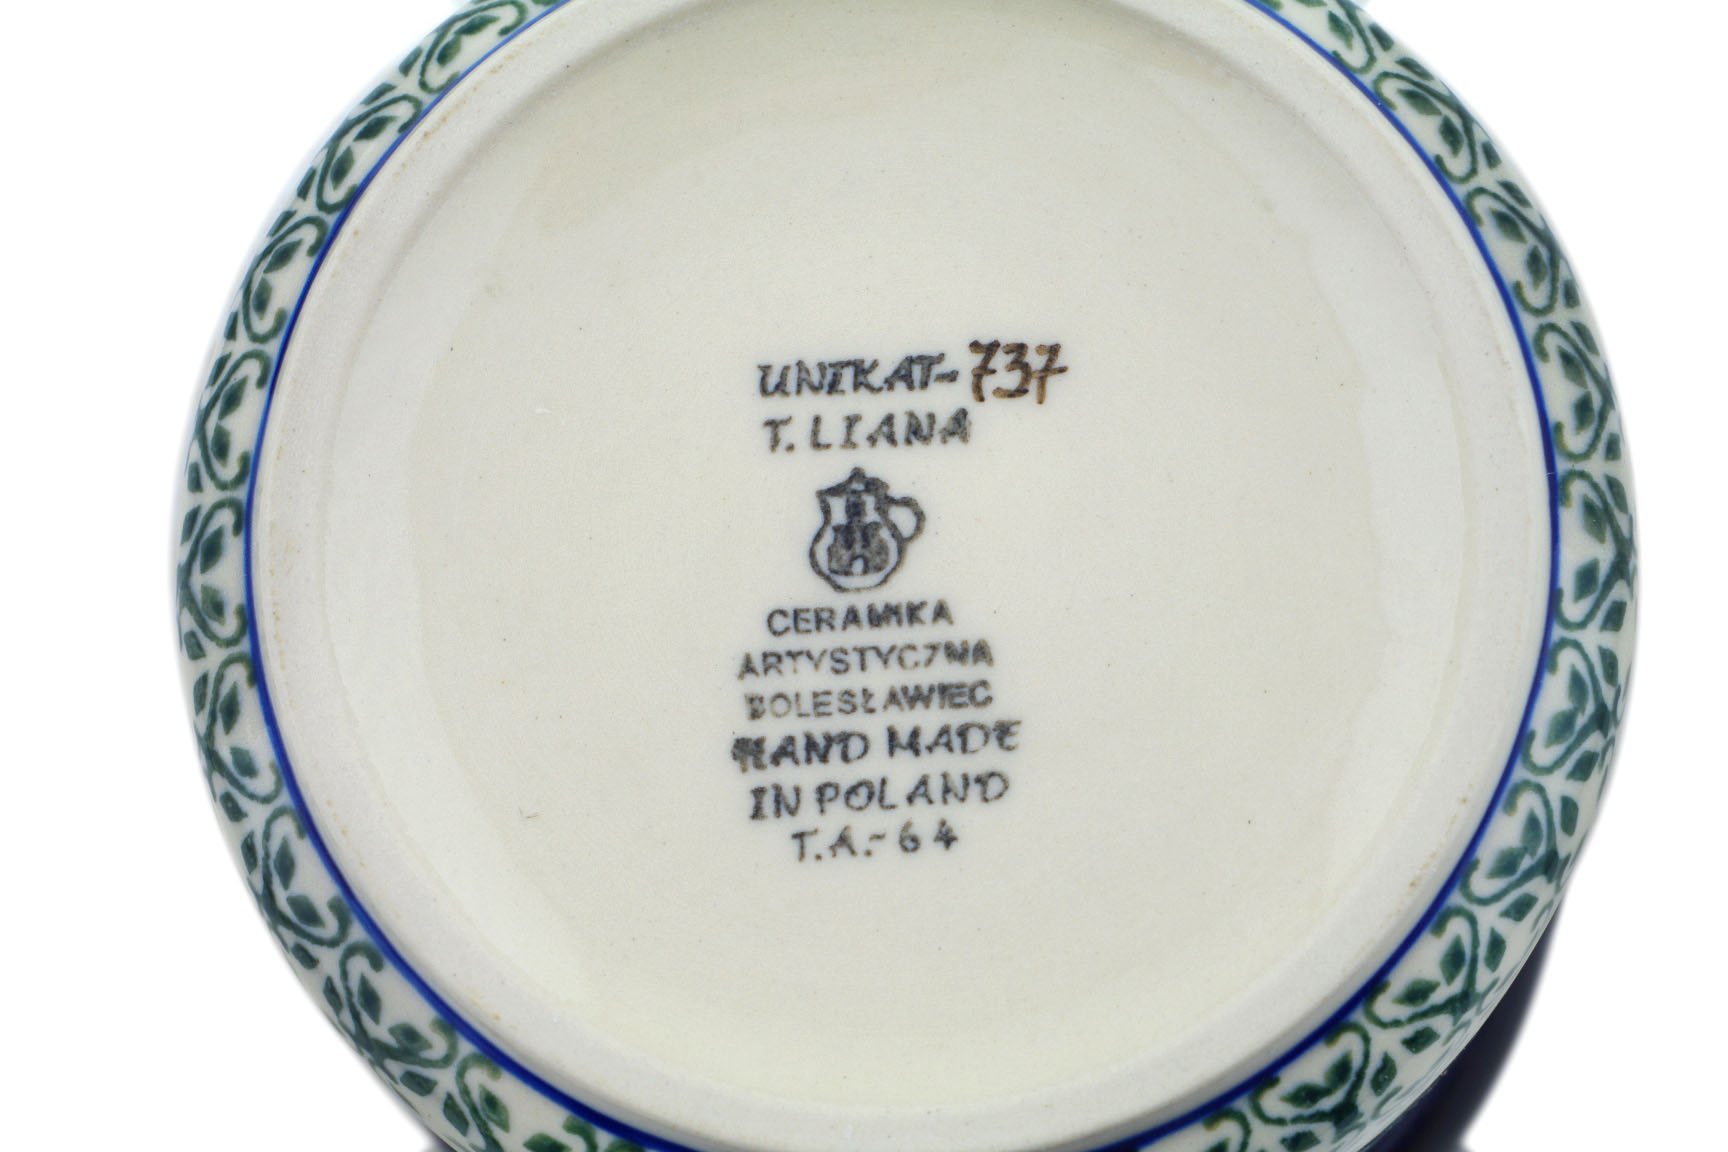 UNIKAT-737
T. LIANA
CERAMIKA
ARTYSTYCZNA
BOLESŁAWIEC
HAND MADE
IN POLAND
T.A.-64